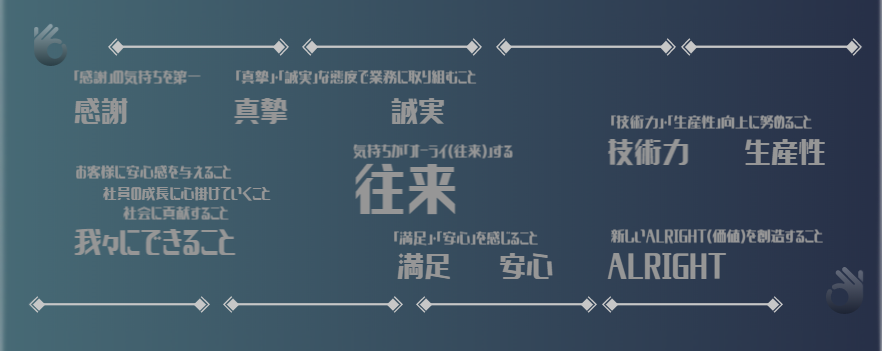 「感謝」の気持ちを第一
感謝
「真摯」・「誠実」な態度で業務に取り組むこと
真摯 誠実
「技術力」・「生産性」向上に努めること
技術力 生産性
気持ちが「オーライ(往来)」する
往来
お客様に安心感を与えること
社員の成長に心掛けていくこと
社会に貢献すること
我々にできること
「満足」・「安心」を感じること
満足 安心
新しいALRIGHT(価値)を創造すること
ALRIGHT